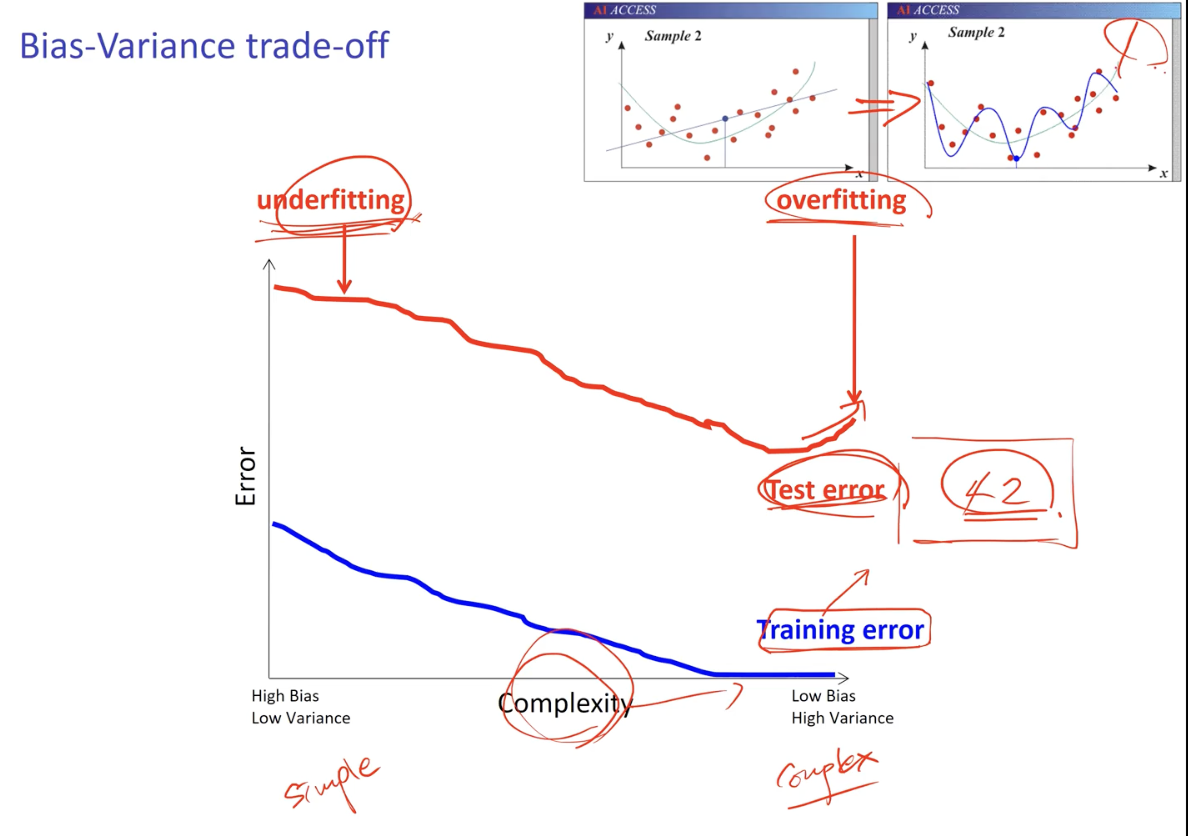 Bias-Variance trade-off
AI ACCESS
y
Sample 2
x
AI ACCESS
y
Sample 2
x
underfitting
overfitting
Error
Test error
42
Training error
High Bias
Low Variance
Complexity
Low Bias
High Variance
simple
complex